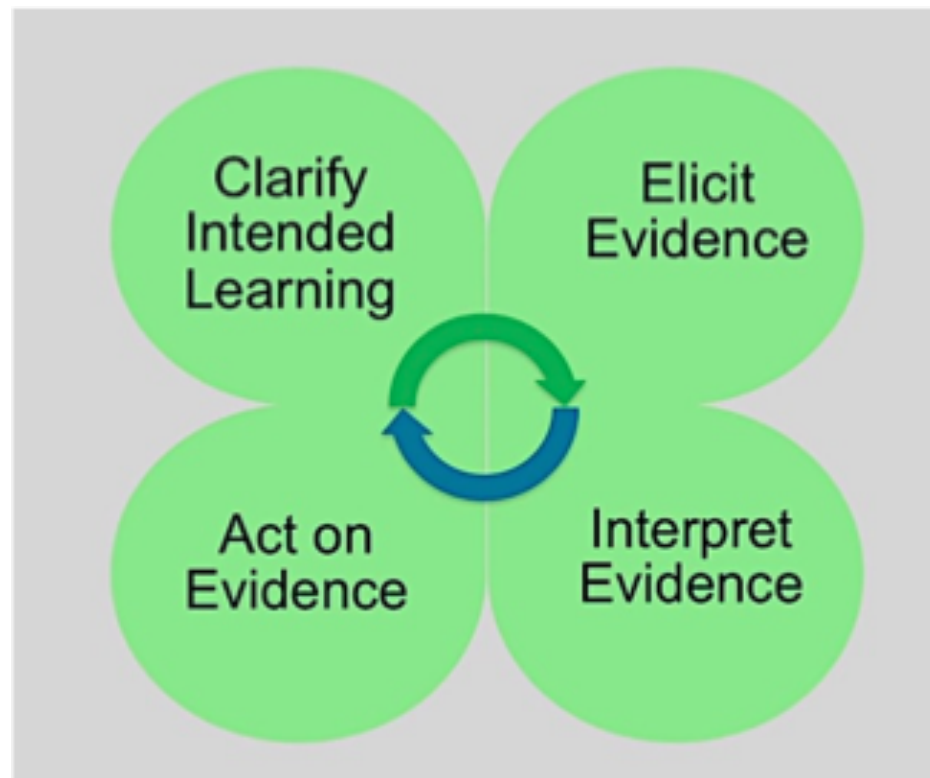 Clarify
Intended
Learning
Elicit
Evidence
Act on
Evidence
Interpret
Evidence